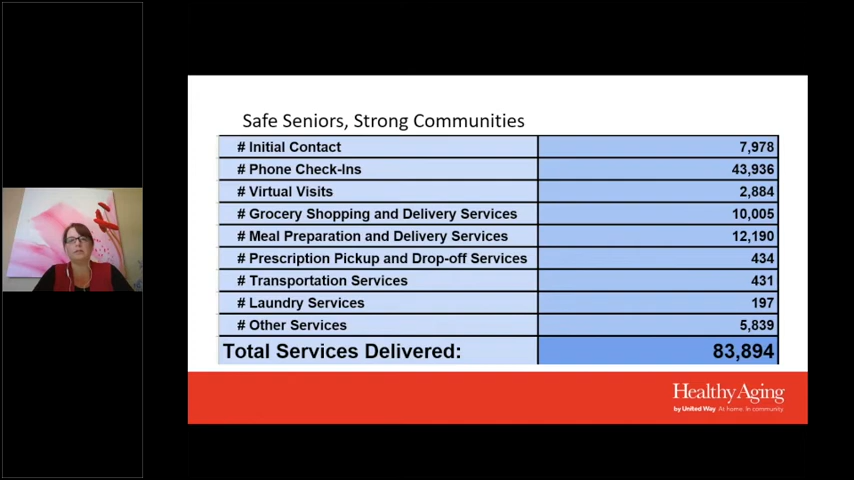 Safe Seniors, Strong Communities
# Initial Contact 7,978
# Phone Check-Ins 43,936
# Virtual Visits 2,884
# Grocery Shopping and Delivery Services 10,005
# Meal Preparation and Delivery Services 12,190
# Prescription Pickup and Drop-off Services 434
# Transportation Services 431
# Laundry Services 197
# Other Services 5,839
Total Services Delivered: 83,894
Healthy Aging
by United Way At home. In community.